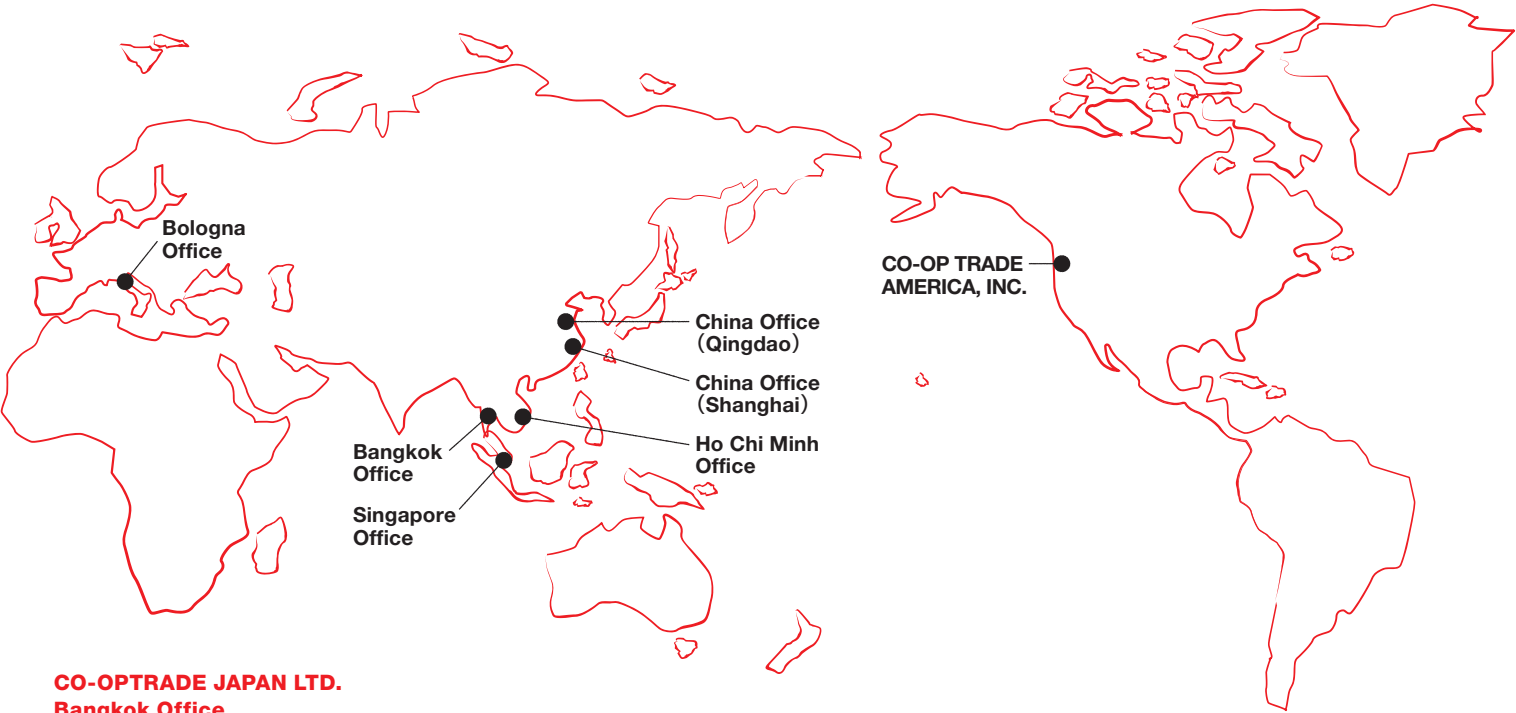 Bologna
Office
CO-OP TRADE
AMERICA, INC.
China Office
（Qingdao）
China Office
（Shanghai）
Ho Chi Minh
Office
Bangkok
Office
Singapore
Office
CO-OPTRADE JAPAN LTD.
Bangkok Office